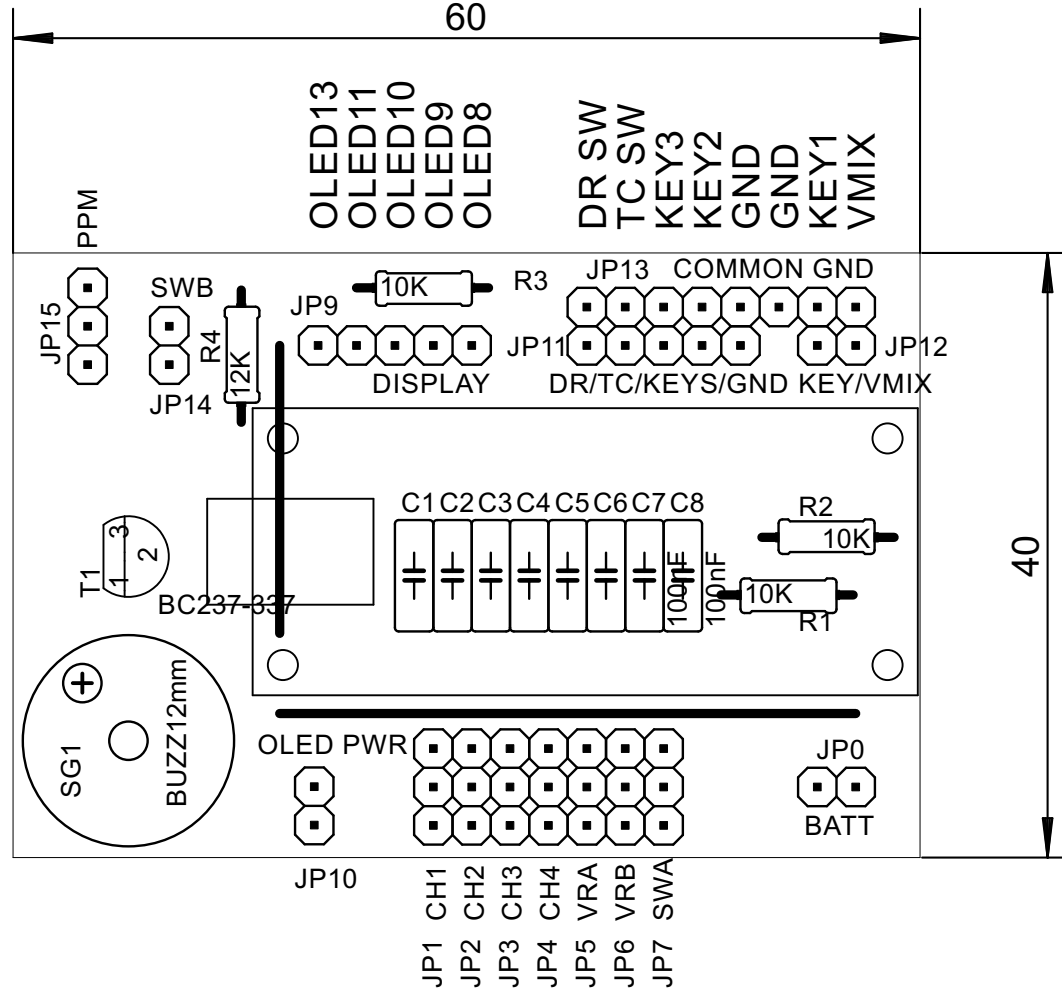 60
OLED13
OLED11
OLED10
OLED9
OLED8
DR SW
TC SW
KEY3
KEY2
GND
GND
KEY1
VMIX
PPM
JP15
SWB
JP14
R4
12K
10K
R3
JP9
DISPLAY
JP13
COMMON GND
JP11
JP12
DR/TC/KEYS/GND
KEY/VMIX
40
C1
C2
C3
C4
C5
C6
C7
C8
100nF
100nF
R2
10K
10K
R1
T1
1
3
2
BC237-337
SG1
BUZZ12mm
OLED PWR
JP10
JP0
BATT
JP1 CH1
JP2 CH2
JP3 CH3
JP4 CH4
JP5 VRA
JP6 VRB
JP7 SWA